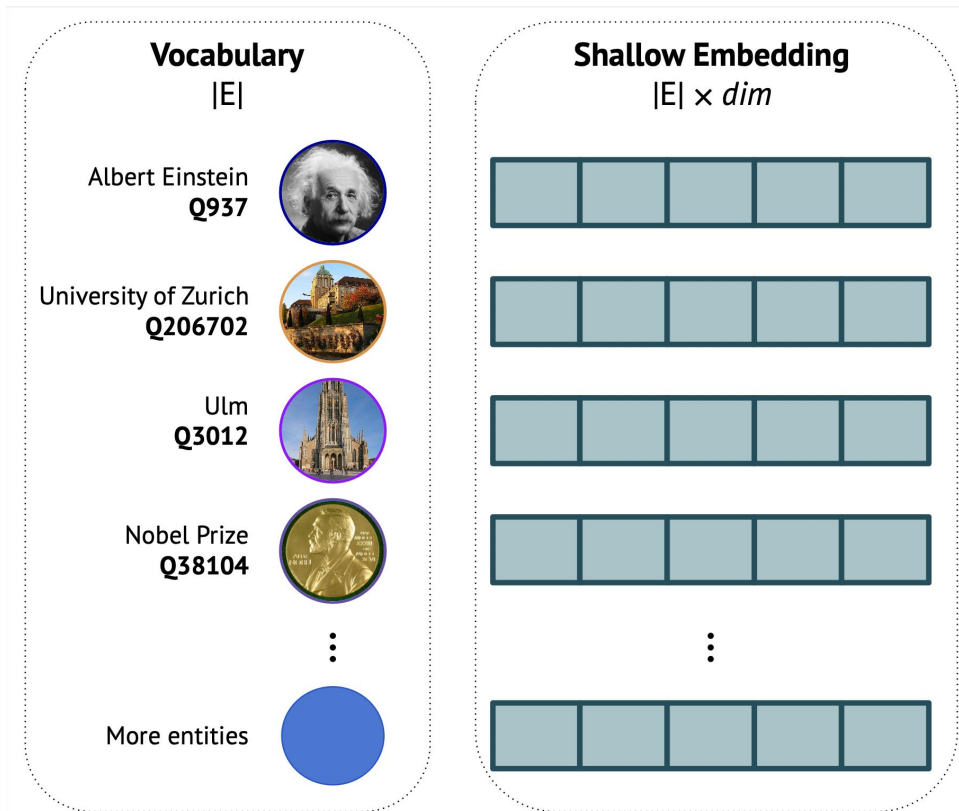 Vocabulary
|E|
Shallow Embedding
|E| × dim
Albert Einstein
Q937
University of Zurich
Q206702
Ulm
Q3012
Nobel Prize
Q38104
More entities